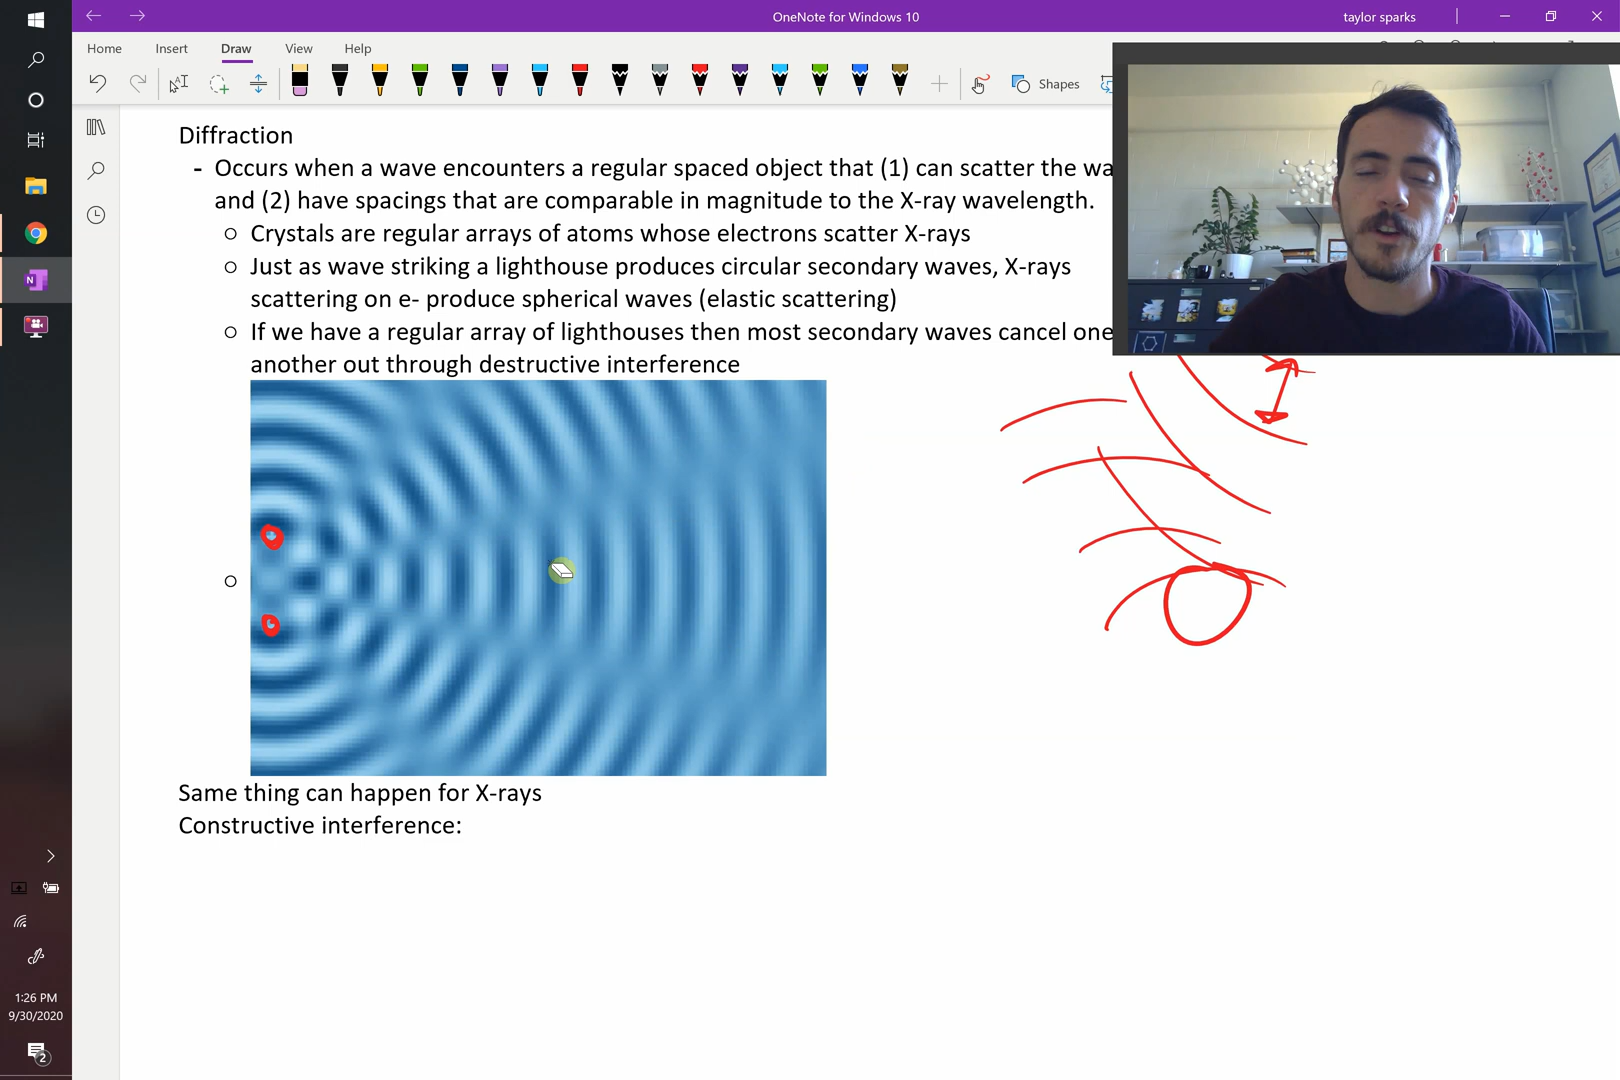 OneNote for Windows 10
taylor sparks
Home Insert Draw View Help
Shapes
Diffraction
- Occurs when a wave encounters a regular spaced object that (1) can scatter the wa
and (2) have spacings that are comparable in magnitude to the X-ray wavelength.
○ Crystals are regular arrays of atoms whose electrons scatter X-rays
○ Just as wave striking a lighthouse produces circular secondary waves, X-rays
scattering on e- produce spherical waves (elastic scattering)
○ If we have a regular array of lighthouses then most secondary waves cancel one
another out through destructive interference
○
Same thing can happen for X-rays
Constructive interference:
1:26 PM
9/30/2020
2